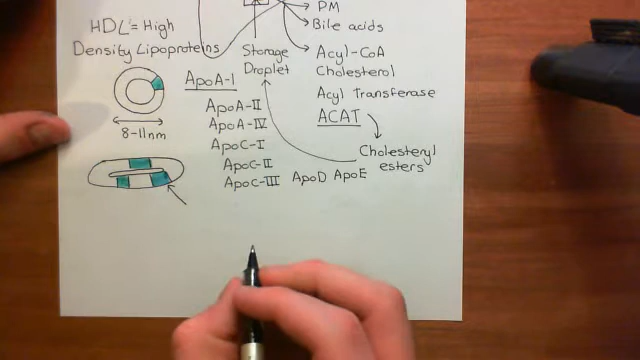 HDL = High
Density Lipoproteins
8-11nm
ApoA-I
ApoA-II
ApoA-IV
ApoC-I
ApoC-II
ApoC-III ApoD ApoE
Storage
Droplet
PM
Bile acids
Acyl-CoA
Cholesterol
Acyl Transferase
ACAT
Cholesteryl
esters